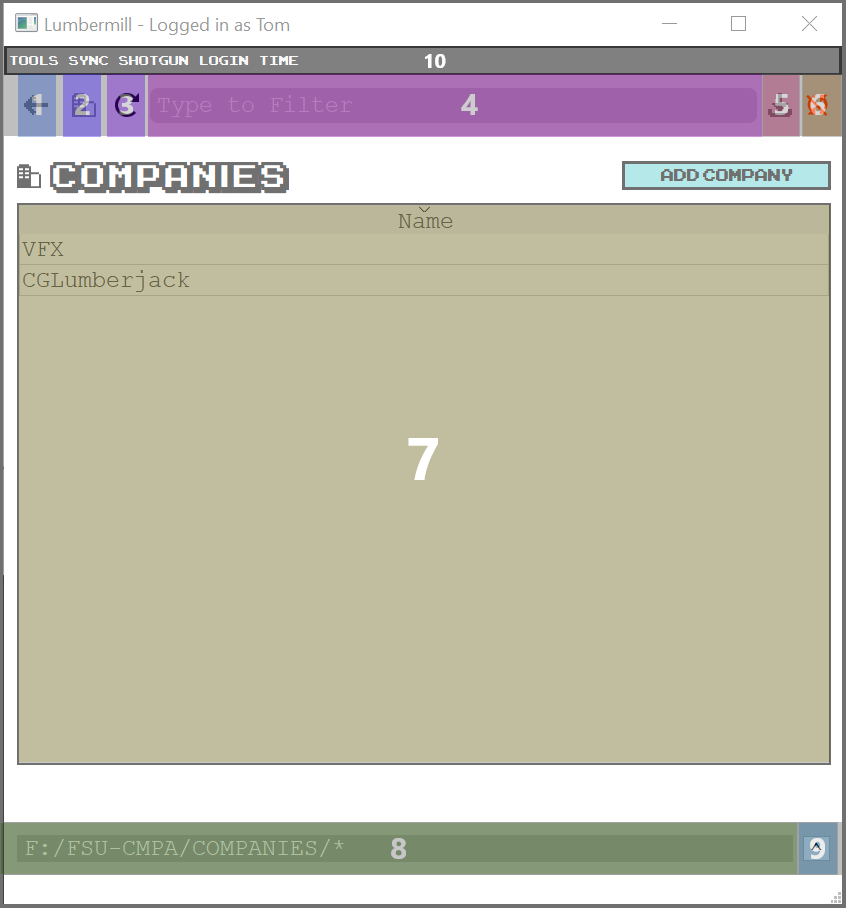 Lumbermill - Logged in as Tom
TOOLS SYNC SHOTGUN LOGIN TIME 10
1 2 3 Type to Filter 4 5 6
COMPANIES ADD COMPANY
Name
VFX
CGLumberjack
7
F:/FSU-CMPA/COMPANIES/* 8 9